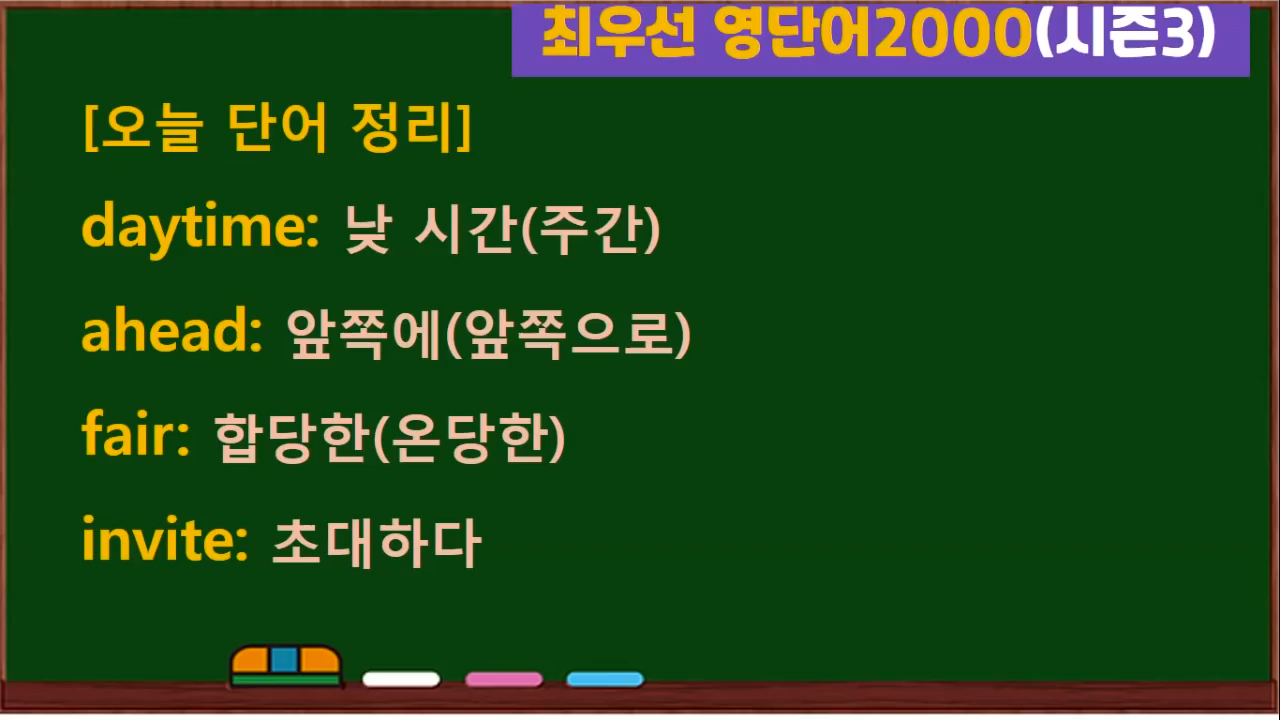 최우선 영단어2000(시즌3)
[오늘 단어 정리]
daytime: 낮 시간(주간)
ahead: 앞쪽에(앞쪽으로)
fair: 합당한(온당한)
invite: 초대하다